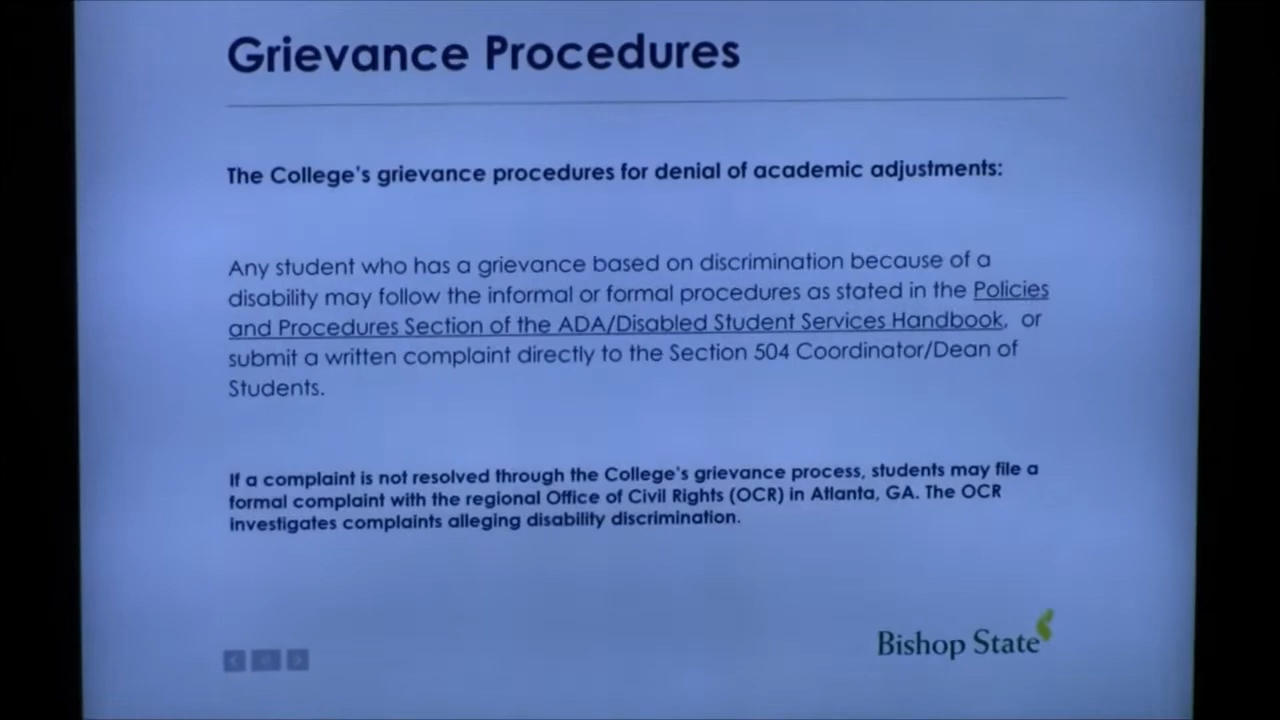 Grievance Procedures
The College's grievance procedures for denial of academic adjustments:
Any student who has a grievance based on discrimination because of a
disability may follow the informal or formal procedures as stated in the Policies
and Procedures Section of the ADA/Disabled Student Services Handbook, or
submit a written complaint directly to the Section 504 Coordinator/Dean of
Students.
If a complaint is not resolved through the College's grievance process, students may file a
formal complaint with the regional Office of Civil Rights (OCR) in Atlanta, GA. The OCR
investigates complaints alleging disability discrimination.
Bishop State